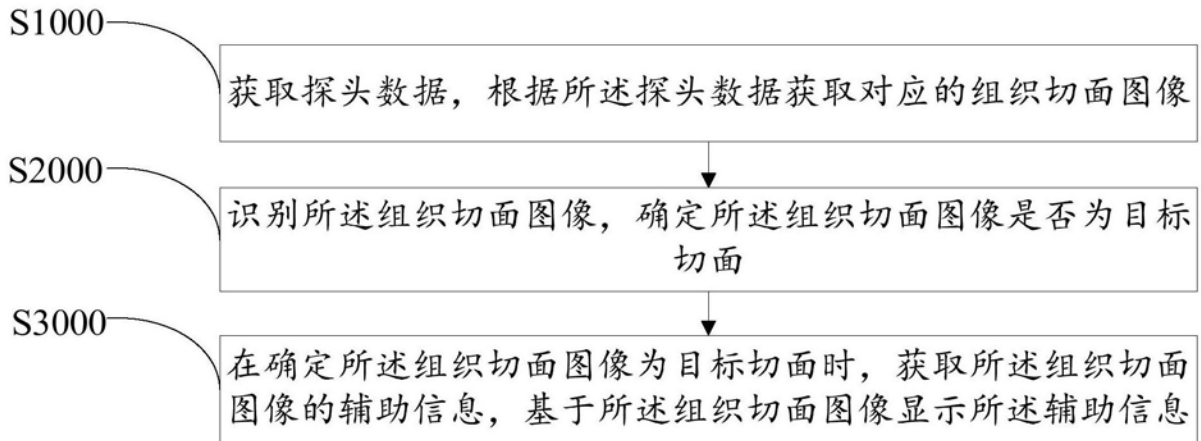 S1000
获取探头数据，根据所述探头数据获取对应的组织切面图像
S2000
识别所述组织切面图像，确定所述组织切面图像是否为目标
切面
S3000
在确定所述组织切面图像为目标切面时，获取所述组织切面
图像的辅助信息，基于所述组织切面图像显示所述辅助信息